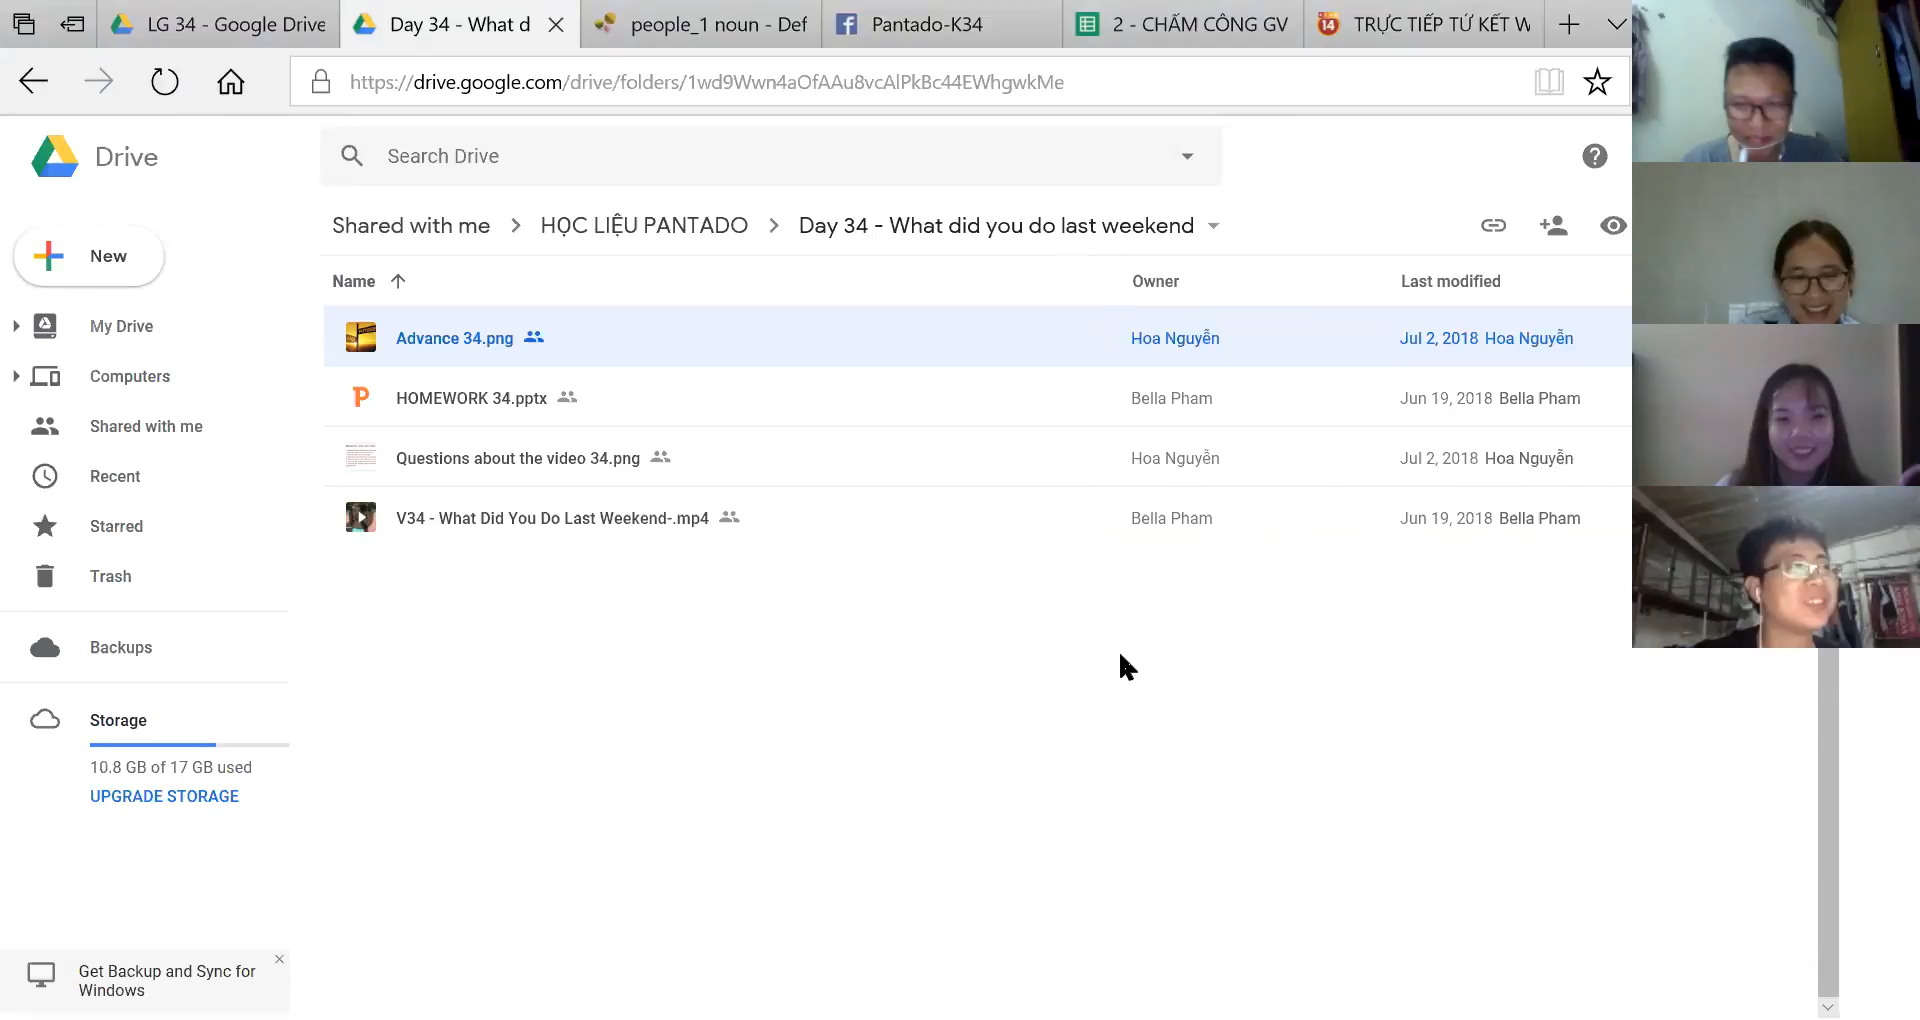 LG 34 - Google Drive
Day 34 - What d
people_1 noun - Def
Pantado-K34
2 - CHẤM CÔNG GV
TRỰC TIẾP TỨ KẾT W
https://drive.google.com/drive/folders/1wd9Wwn4aOfAAu8vcAlPkBc44EWhgwkMe
Drive
Search Drive
New
Shared with me > HỌC LIỆU PANTADO > Day 34 - What did you do last weekend
Name
Owner
Last modified
Advance 34.png
Hoa Nguyễn
Jul 2, 2018 Hoa Nguyễn
HOMEWORK 34.pptx
Bella Pham
Jun 19, 2018 Bella Pham
Questions about the video 34.png
Hoa Nguyễn
Jul 2, 2018 Hoa Nguyễn
V34 - What Did You Do Last Weekend-.mp4
Bella Pham
Jun 19, 2018 Bella Pham
My Drive
Computers
Shared with me
Recent
Starred
Trash
Backups
Storage
10.8 GB of 17 GB used
UPGRADE STORAGE
Get Backup and Sync for
Windows